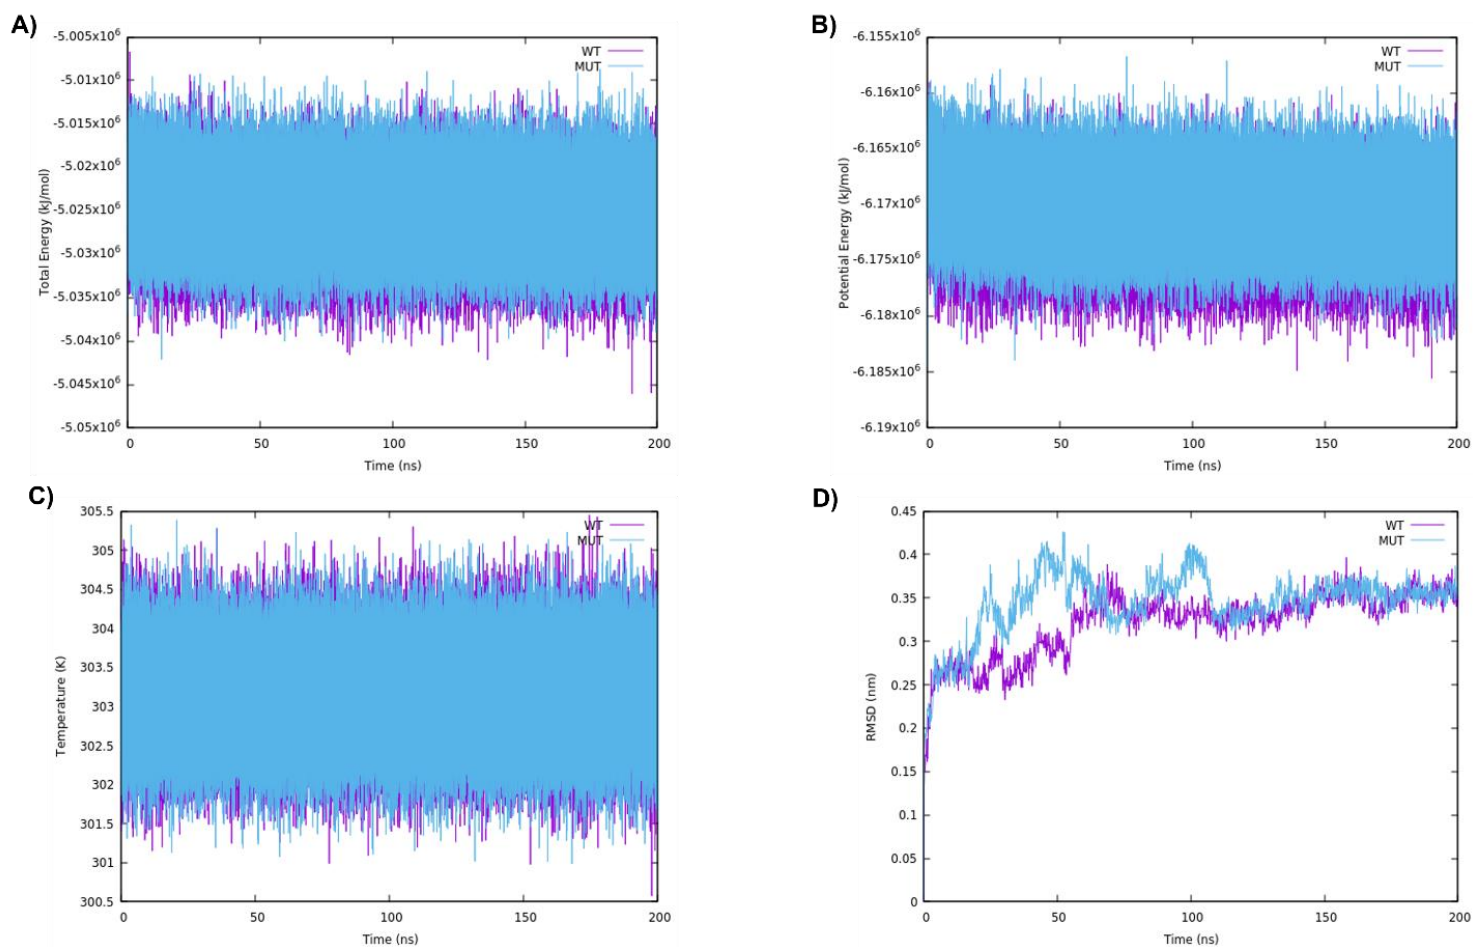 A)
-5.005x10⁶
-5.01x10⁶
-5.015x10⁶
-5.02x10⁶
-5.025x10⁶
-5.03x10⁶
-5.035x10⁶
-5.04x10⁶
-5.045x10⁶
-5.05x10⁶
Total Energy (kJ/mol)
WT
MUT
0 50 100 150 200
Time (ns)
B)
-6.155x10⁶
-6.16x10⁶
-6.165x10⁶
-6.17x10⁶
-6.175x10⁶
-6.18x10⁶
-6.185x10⁶
-6.19x10⁶
Potential Energy (kJ/mol)
WT
MUT
0 50 100 150 200
Time (ns)
C)
305.5
305
304.5
304
303.5
303
302.5
302
301.5
301
300.5
Temperature (K)
WT
MUT
0 50 100 150 200
Time (ns)
D)
0.45
0.4
0.35
0.3
0.25
0.2
0.15
0.1
0.05
0
RMSD (nm)
WT
MUT
0 50 100 150 200
Time (ns)